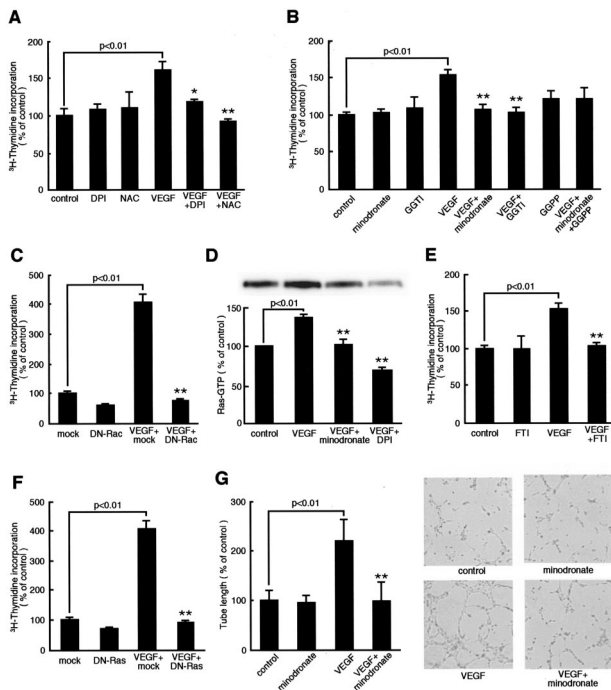 A
³H-Thymidine incorporation
( % of control )
200
150
100
50
0
p<0.01
*
**
control
DPI
NAC
VEGF
VEGF
+DPI
VEGF
+NAC
B
³H-Thymidine incorporation
( % of control )
200
150
100
50
0
p<0.01
**
**
control
minodronate
GGTI
VEGF
VEGF+
minodronate
VEGF+
GGTI
GGPP
VEGF+
minodronate
+GGPP
C
³H-Thymidine incorporation
( % of control )
500
400
300
200
100
0
p<0.01
**
mock
DN-Rac
VEGF+
mock
VEGF+
DN-Rac
D
Ras-GTP ( % of control )
150
100
50
0
p<0.01
**
**
control
VEGF
VEGF+
minodronate
VEGF+
DPI
E
³H-Thymidine incorporation
( % of control )
200
150
100
50
0
p<0.01
**
control
FTI
VEGF
VEGF
+FTI
F
³H-Thymidine incorporation
( % of control )
500
400
300
200
100
0
p<0.01
**
mock
DN-Ras
VEGF+
mock
VEGF+
DN-Ras
G
Tube length ( % of control )
300
200
100
0
p<0.01
**
control
minodronate
VEGF
VEGF+
minodronate
control
minodronate
VEGF
VEGF+
minodronate